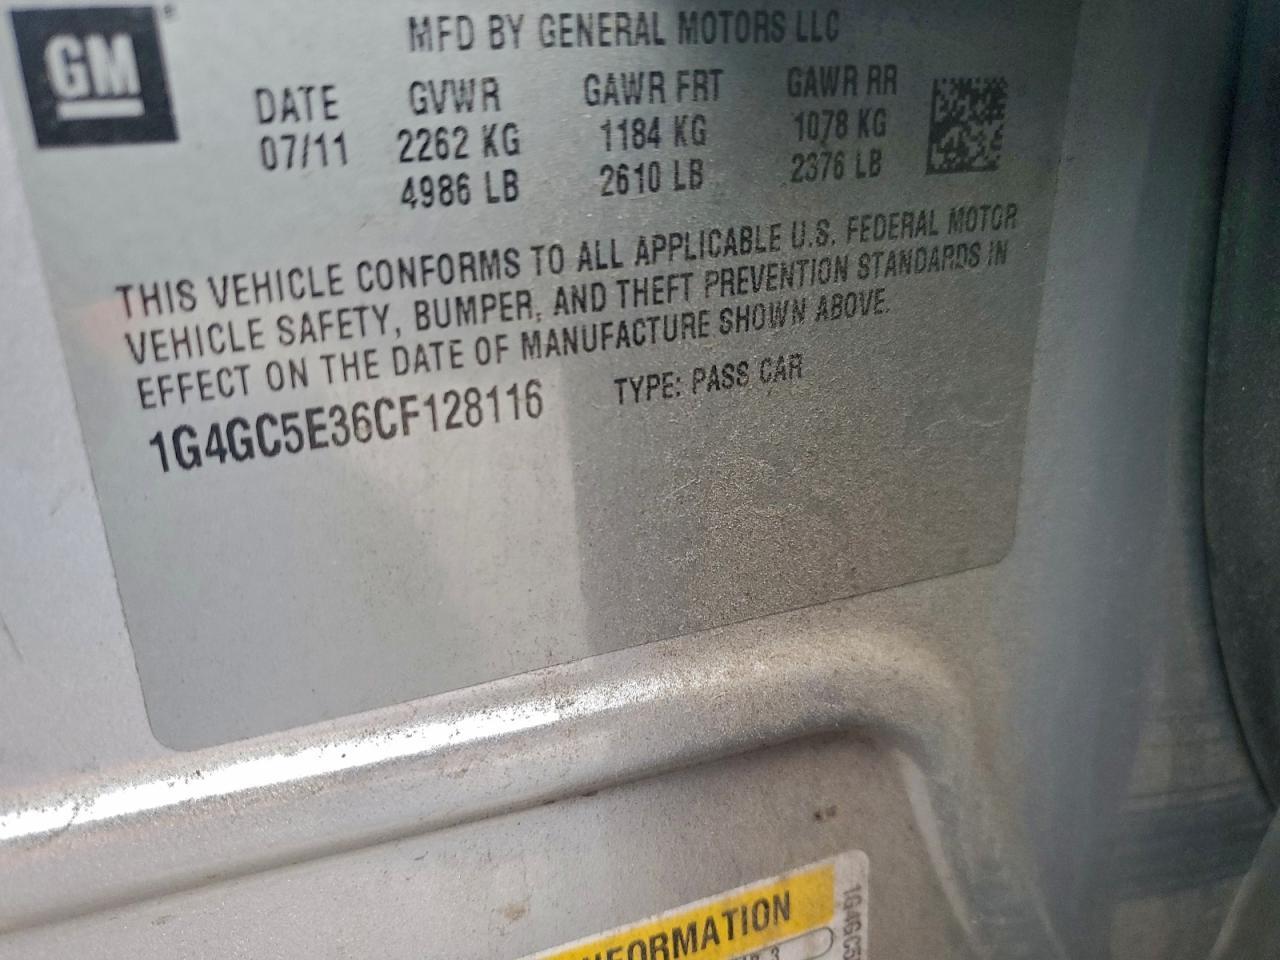 GM
MFD BY GENERAL MOTORS LLC
DATE GVWR GAWR FRT GAWR RR
07/11 2262 KG 1184 KG 1078 KG
4986 LB 2610 LB 2376 LB
THIS VEHICLE CONFORMS TO ALL APPLICABLE U.S. FEDERAL MOTOR
VEHICLE SAFETY, BUMPER, AND THEFT PREVENTION STANDARDS IN
EFFECT ON THE DATE OF MANUFACTURE SHOWN ABOVE.
1G4GC5E36CF128116 TYPE: PASS CAR
NFORMATION
1G4GC5